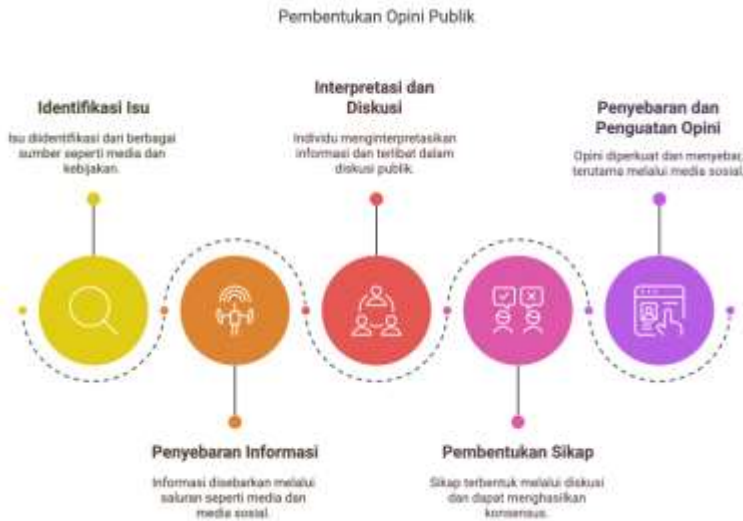 Pembentukan Opini Publik
Identifikasi Isu
Isu diidentifikasi dari berbagai
sumber seperti media dan
kebijakan.
Penyebaran Informasi
Informasi disebarkan melalui
saluran seperti media dan
media sosial.
Interpretasi dan
Diskusi
Individu menginterpretasikan
informasi dan terlibat dalam
diskusi publik.
Pembentukan Sikap
Sikap terbentuk melalui diskusi
dan dapat menghasilkan
konsensus.
Penyebaran dan
Penguatan Opini
Opini diperkuat dan menyebar,
terutama melalui media sosial.